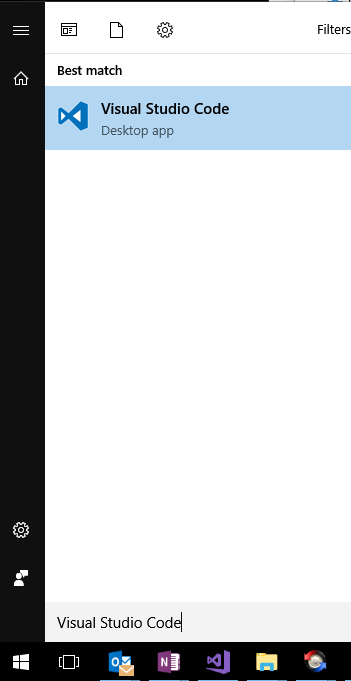 Filters
Best match
Visual Studio Code
Desktop app
Visual Studio Code